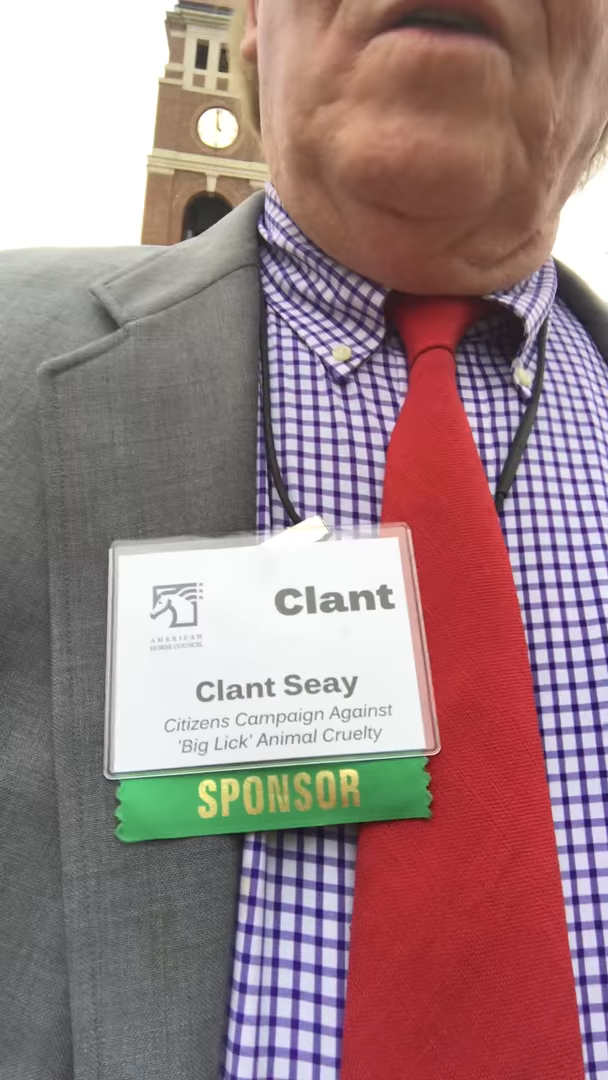 AMERICAN
HORSE COUNCIL
Clant
Clant Seay
Citizens Campaign Against
'Big Lick' Animal Cruelty
SPONSOR